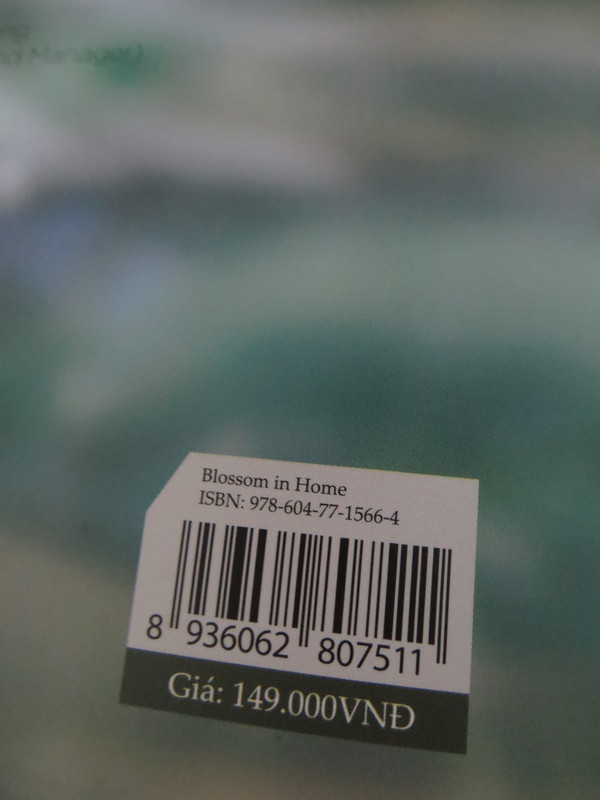 Blossom in Home
ISBN: 978-604-77-1566-4
8 936062 807511
Giá: 149.000VNĐ